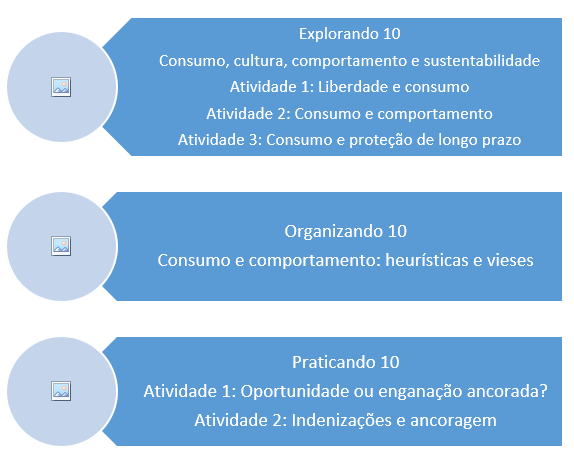 Explorando 10
Consumo, cultura, comportamento e sustentabilidade
Atividade 1: Liberdade e consumo
Atividade 2: Consumo e comportamento
Atividade 3: Consumo e proteção de longo prazo
Organizando 10
Consumo e comportamento: heurísticas e vieses
Praticando 10
Atividade 1: Oportunidade ou enganação ancorada?
Atividade 2: Indenizações e ancoragem